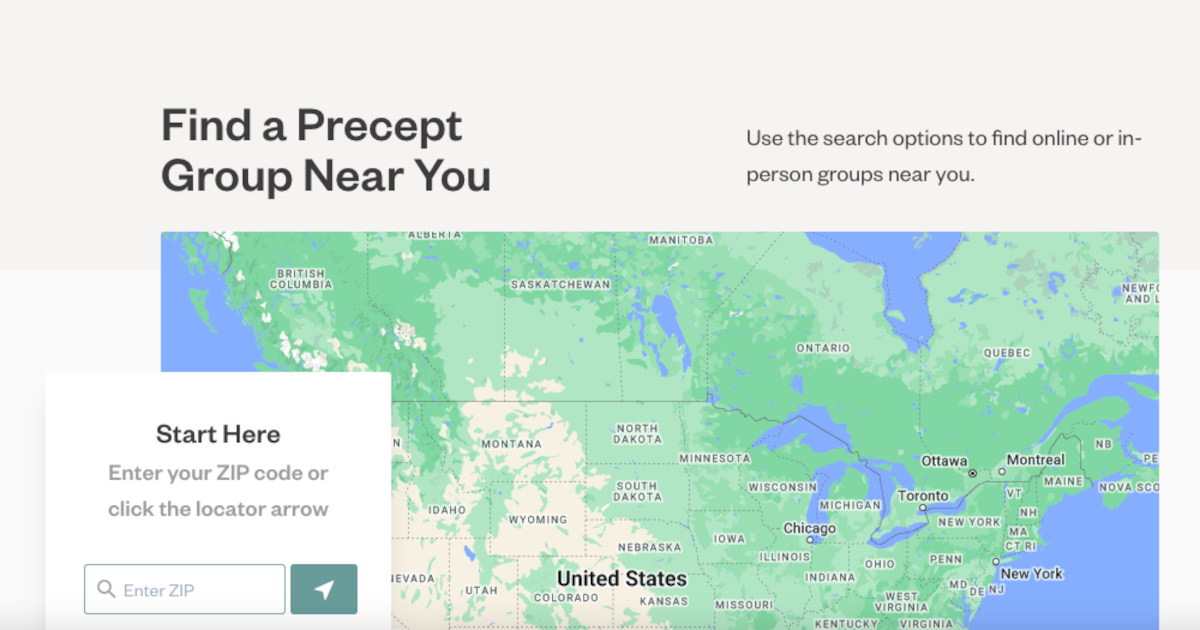 Find a Precept
Group Near You
Use the search options to find online or in-
person groups near you.
ALBERTA
MANITOBA
BRITISH
COLUMBIA
SASKATCHEWAN
NEWFO
AND L
ONTARIO
QUEBEC
Start Here
Enter your ZIP code or
click the locator arrow
Enter ZIP
N
MONTANA
NORTH
DAKOTA
MINNESOTA
Ottawa
Montreal
NB
PE
MAINE
NOVA SCO
SOUTH
DAKOTA
WISCONSIN
MICHIGAN
Toronto
VT
NH
IDAHO
WYOMING
Chicago
NEW YORK
MA
CT RI
NEBRASKA
IOWA
ILLINOIS
OHIO
PENN
New York
NEVADA
United States
INDIANA
MD
DE
NJ
UTAH
COLORADO
KANSAS
MISSOURI
WEST
VIRGINIA
KENTUCKY
VIRGINIA